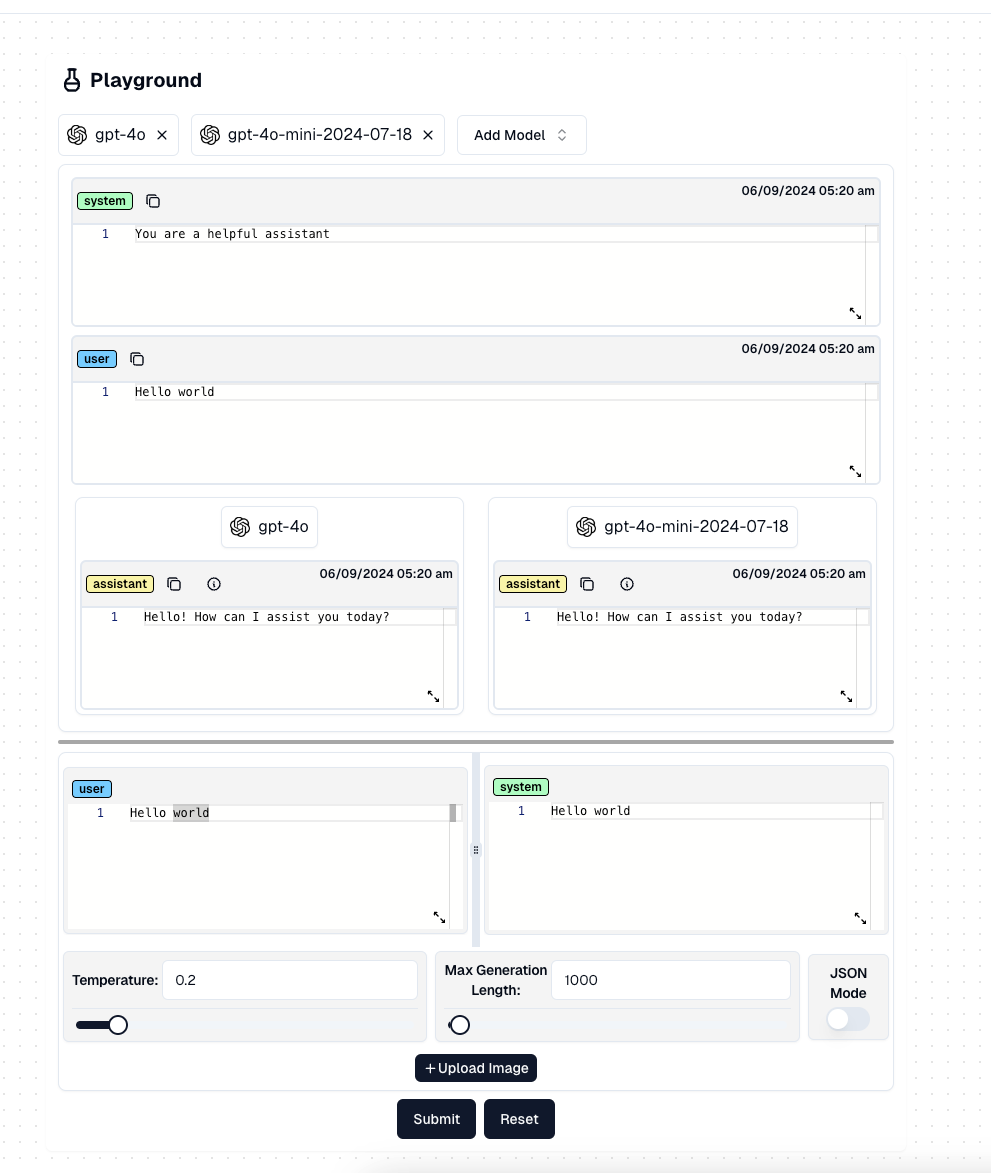 Playground
gpt-4o × gpt-4o-mini-2024-07-18 × Add Model
system 06/09/2024 05:20 am
1 You are a helpful assistant
user 06/09/2024 05:20 am
1 Hello world
gpt-4o
assistant 06/09/2024 05:20 am
1 Hello! How can I assist you today?
gpt-4o-mini-2024-07-18
assistant 06/09/2024 05:20 am
1 Hello! How can I assist you today?
user
1 Hello world
system
1 Hello world
Temperature: 0.2
Max Generation
Length: 1000
JSON
Mode
+ Upload Image
Submit Reset